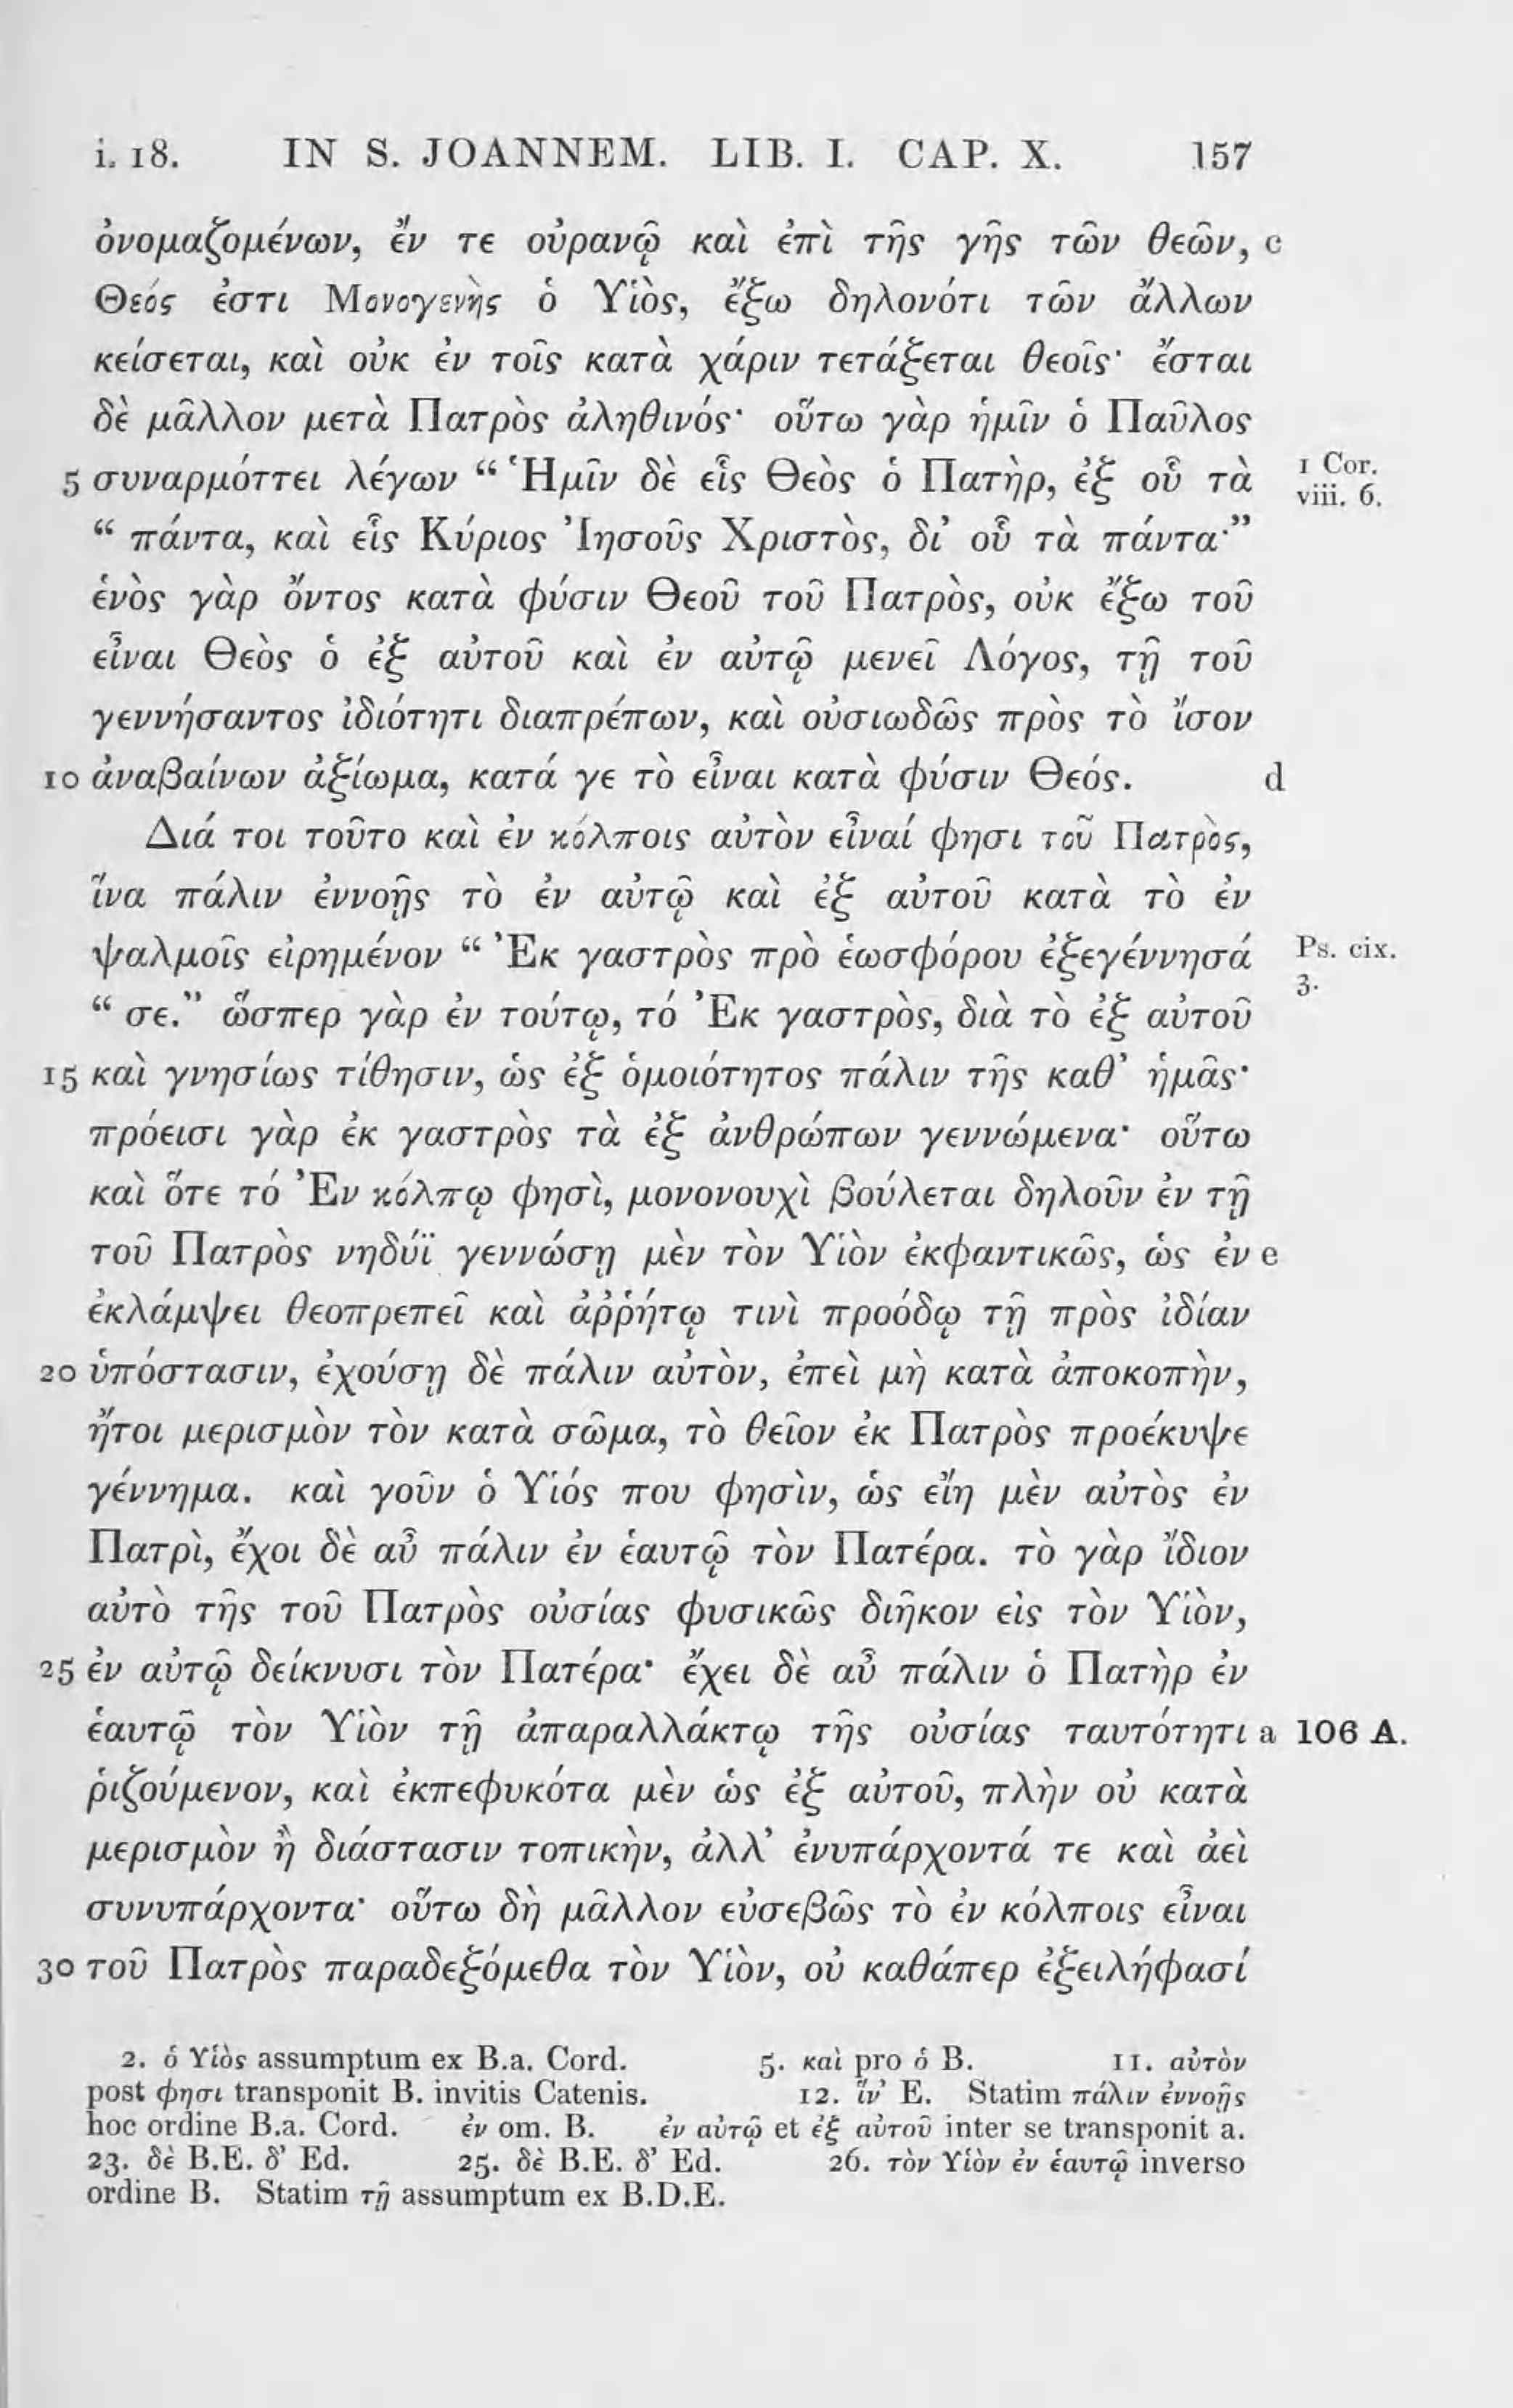 i. 18. IN S. JOANNEM. LIB. I. CAP. X. 157
ὀνομαζομένων, ἔν τε οὐρανῷ καὶ ἐπὶ τῆς γῆς τῶν θεῶν, c
Θεός ἐστι Μονογενὴς ὁ Υἱὸς, ἔξω δηλονότι τῶν ἄλλων
κείσεται, καὶ οὐκ ἐν τοῖς κατὰ χάριν τετάξεται θεοῖς· ἔσται
δὲ μᾶλλον μετὰ Πατρὸς ἀληθινός· οὕτω γὰρ ἡμῖν ὁ Παῦλος
5 συναρμόττει λέγων “ Ἡμῖν δὲ εἷς Θεὸς ὁ Πατὴρ, ἐξ οὗ τὰ 1 Cor. viii. 6.
“ πάντα, καὶ εἷς Κύριος Ἰησοῦς Χριστὸς, δι’ οὗ τὰ πάντα·”
ἑνὸς γὰρ ὄντος κατὰ φύσιν Θεοῦ τοῦ Πατρὸς, οὐκ ἔξω τοῦ
εἶναι Θεὸς ὁ ἐξ αὐτοῦ καὶ ἐν αὐτῷ μενεῖ Λόγος, τῇ τοῦ
γεννήσαντος ἰδιότητι διαπρέπων, καὶ οὐσιωδῶς πρὸς τὸ ἴσον
10 ἀναβαίνων ἀξίωμα, κατά γε τὸ εἶναι κατὰ φύσιν Θεός. d
Διά τοι τοῦτο καὶ ἐν κόλποις αὐτὸν εἶναί φησι τοῦ Πατρὸς,
ἵνα πάλιν ἐννοῇς τὸ ἐν αὐτῷ καὶ ἐξ αὐτοῦ κατὰ τὸ ἐν
ψαλμοῖς εἰρημένον “ Ἐκ γαστρὸς πρὸ ἑωσφόρου ἐξεγέννησά Ps. cix. 3.
“ σε.” ὥσπερ γὰρ ἐν τούτῳ, τό Ἐκ γαστρὸς, διὰ τὸ ἐξ αὐτοῦ
15 καὶ γνησίως τίθησιν, ὡς ἐξ ὁμοιότητος πάλιν τῆς καθ’ ἡμᾶς·
πρόεισι γὰρ ἐκ γαστρὸς τὰ ἐξ ἀνθρώπων γεννώμενα· οὕτω
καὶ ὅτε τό Ἐν κόλπῳ φησὶ, μονονουχὶ βούλεται δηλοῦν ἐν τῇ
τοῦ Πατρὸς νηδύϊ γεννώσῃ μὲν τὸν Υἱὸν ἐκφαντικῶς, ὡς ἐν e
ἐκλάμψει θεοπρεπεῖ καὶ ἀῤῥήτῳ τινὶ προόδῳ τῇ πρὸς ἰδίαν
20 ὑπόστασιν, ἐχούσῃ δὲ πάλιν αὐτὸν, ἐπεὶ μὴ κατὰ ἀποκοπὴν,
ἤτοι μερισμὸν τὸν κατὰ σῶμα, τὸ θεῖον ἐκ Πατρὸς προέκυψε
γέννημα. καὶ γοῦν ὁ Υἱός που φησὶν, ὡς εἴη μὲν αὐτὸς ἐν
Πατρὶ, ἔχοι δὲ αὖ πάλιν ἐν ἑαυτῷ τὸν Πατέρα. τὸ γὰρ ἴδιον
αὐτὸ τῆς τοῦ Πατρὸς οὐσίας φυσικῶς διῆκον εἰς τὸν Υἱὸν,
25 ἐν αὐτῷ δείκνυσι τὸν Πατέρα· ἔχει δὲ αὖ πάλιν ὁ Πατὴρ ἐν
ἑαυτῷ τὸν Υἱὸν τῇ ἀπαραλλάκτῳ τῆς οὐσίας ταυτότητι a 106 A.
ῥιζούμενον, καὶ ἐκπεφυκότα μὲν ὡς ἐξ αὐτοῦ, πλὴν οὐ κατὰ
μερισμὸν ἢ διάστασιν τοπικὴν, ἀλλ’ ἐνυπάρχοντά τε καὶ ἀεὶ
συνυπάρχοντα· οὕτω δὴ μᾶλλον εὐσεβῶς τὸ ἐν κόλποις εἶναι
30 τοῦ Πατρὸς παραδεξόμεθα τὸν Υἱὸν, οὐ καθάπερ ἐξειλήφασί
2. ὁ Υἱὸς assumptum ex B.a. Cord. 5. καὶ pro ὁ B. 11. αὐτὸν
post φησι transponit B. invitis Catenis. 12. ἵν’ E. Statim πάλιν ἐννοῇς
hoc ordine B.a. Cord. ἐν om. B. ἐν αὐτῷ et ἐξ αὐτοῦ inter se transponit a.
23. δὲ B.E. δ’ Ed. 25. δὲ B.E. δ’ Ed. 26. τὸν Υἱὸν ἐν ἑαυτῷ inverso
ordine B. Statim τῇ assumptum ex B.D.E.